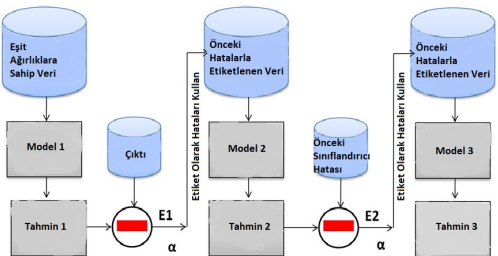 Eşit
Ağırlıklara
Sahip Veri
Model 1
Tahmin 1
Çıktı
E1
α
Etiket Olarak Hataları Kullan
Önceki
Hatalarla
Etiketlenen Veri
Model 2
Tahmin 2
Önceki
Sınıflandırıcı
Hatası
E2
α
Etiket Olarak Hataları Kullan
Önceki
Hatalarla
Etiketlenen Veri
Model 3
Tahmin 3